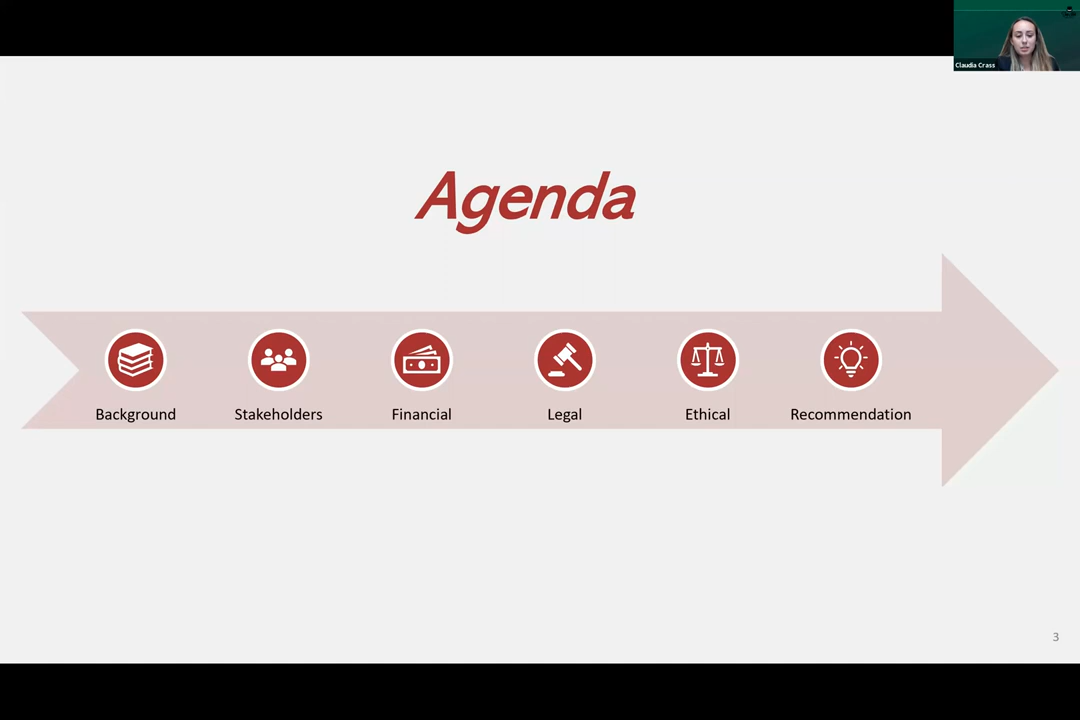 Claudia Crass
Agenda
Background
Stakeholders
Financial
Legal
Ethical
Recommendation
3